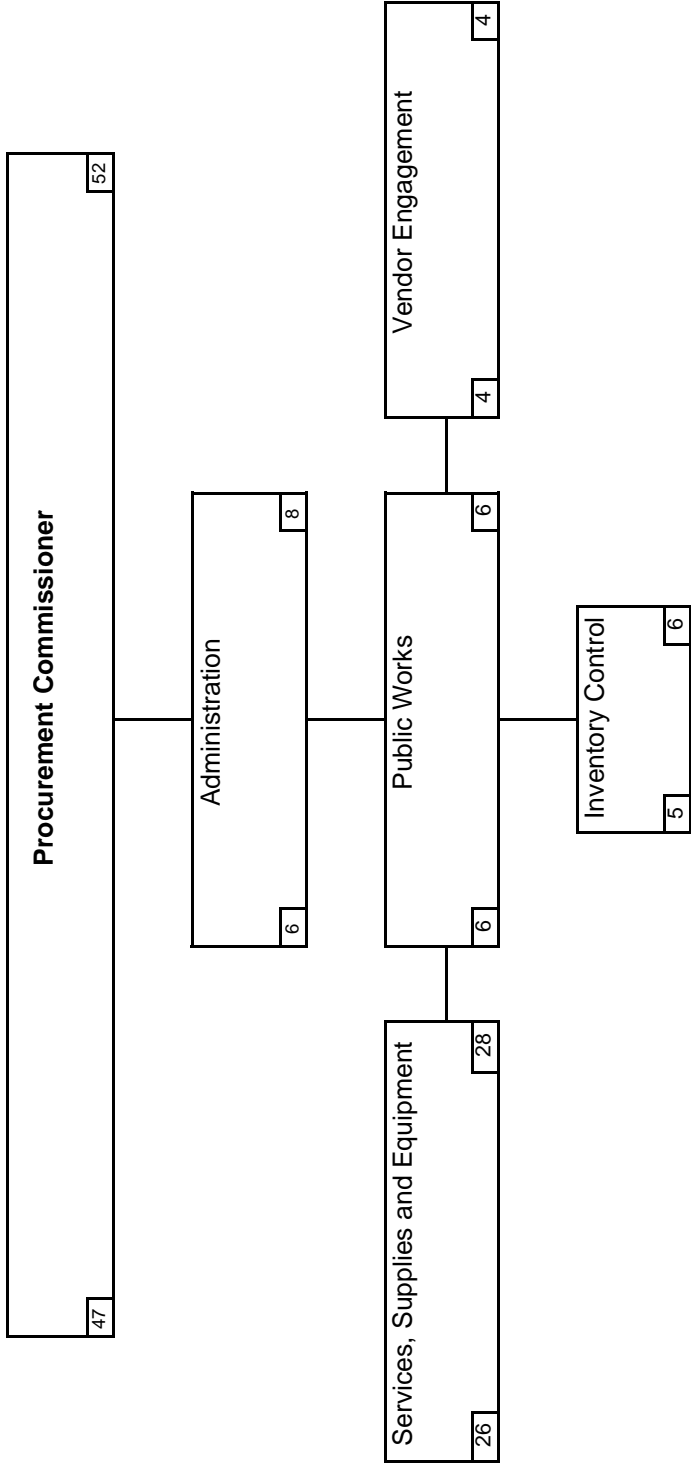 Procurement Commissioner
47
52
Administration
6
8
Services, Supplies and Equipment
26
28
Public Works
6
6
Vendor Engagement
4
4
Inventory Control
5
6